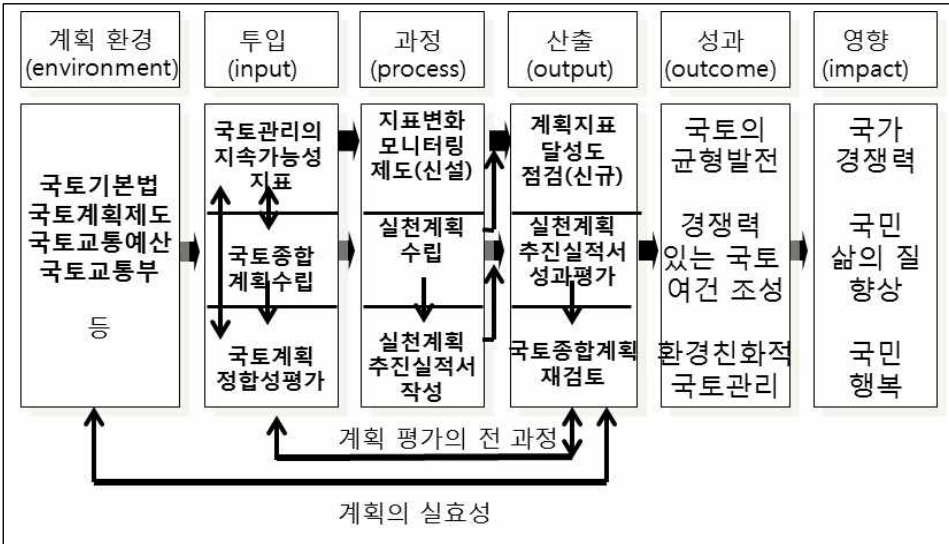 계획 환경
(environment)
투입
(input)
과정
(process)
산출
(output)
성과
(outcome)
영향
(impact)
국토기본법
국토계획제도
국토교통예산
국토교통부
등
국토관리의
지속가능성
지표
국토종합
계획수립
국토계획
정합성평가
지표변화
모니터링
제도(신설)
실천계획
수립
실천계획
추진실적서
작성
계획지표
달성도
점검(신규)
실천계획
추진실적서
성과평가
국토종합계획
재검토
국토의
균형발전
경쟁력
있는 국토
여건 조성
환경친화적
국토관리
국가
경쟁력
국민
삶의 질
향상
국민
행복
계획 평가의 전 과정
계획의 실효성